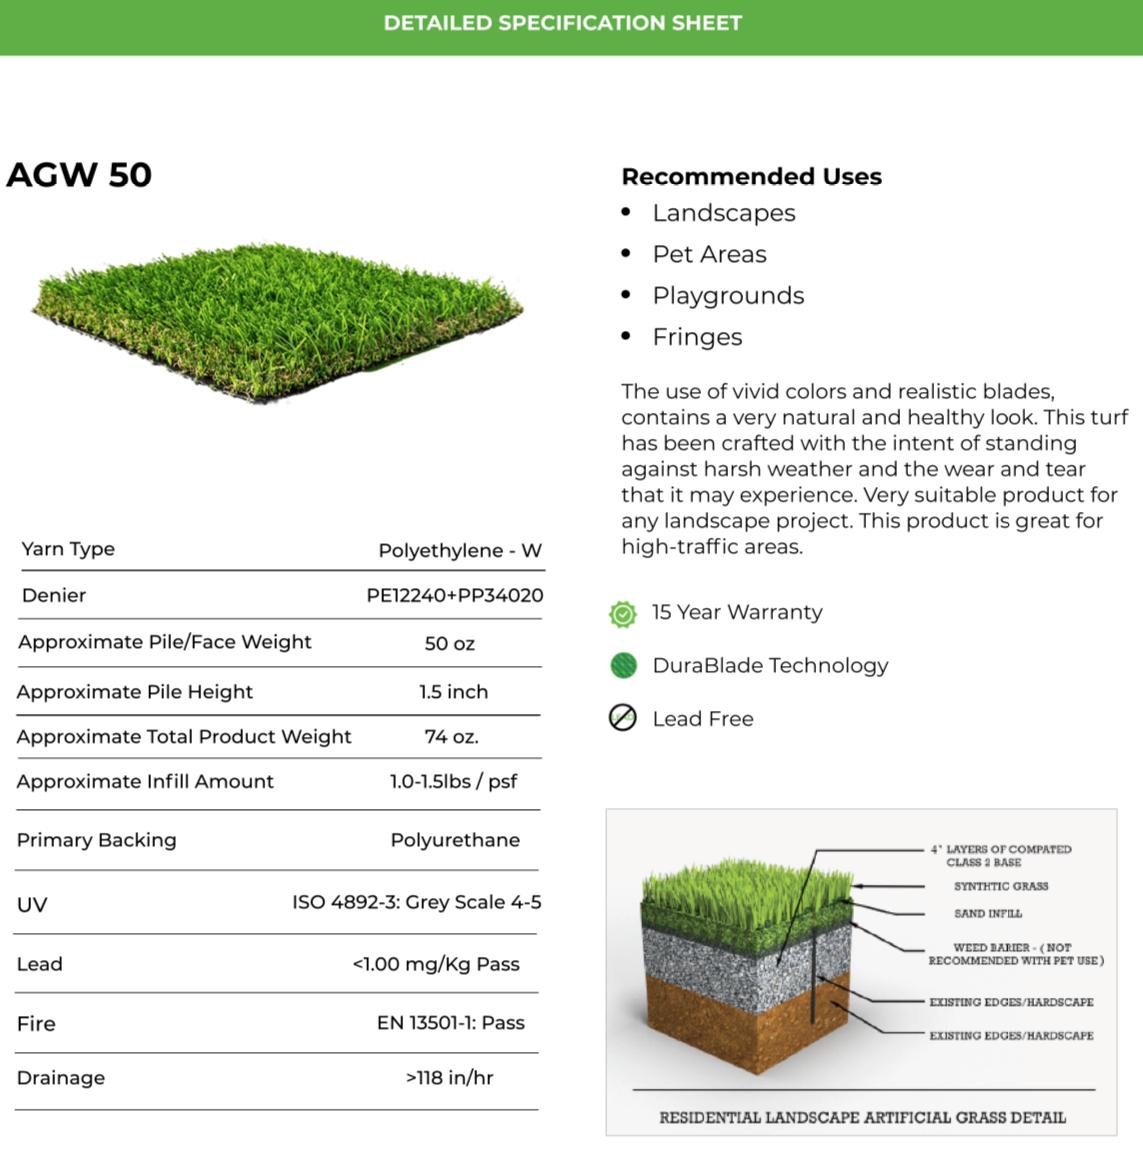 DETAILED SPECIFICATION SHEET
AGW 50
Recommended Uses
• Landscapes
• Pet Areas
• Playgrounds
• Fringes
The use of vivid colors and realistic blades,
contains a very natural and healthy look. This turf
has been crafted with the intent of standing
against harsh weather and the wear and tear
that it may experience. Very suitable product for
any landscape project. This product is great for
high-traffic areas.
15 Year Warranty
DuraBlade Technology
Lead Free
Yarn Type Polyethylene - W
Denier PE12240+PP34020
Approximate Pile/Face Weight 50 oz
Approximate Pile Height 1.5 inch
Approximate Total Product Weight 74 oz.
Approximate Infill Amount 1.0-1.5lbs / psf
Primary Backing Polyurethane
UV ISO 4892-3: Grey Scale 4-5
Lead <1.00 mg/Kg Pass
Fire EN 13501-1: Pass
Drainage >118 in/hr
4" LAYERS OF COMPATED
CLASS 2 BASE
SYNTHTIC GRASS
SAND INFILL
WEED BARIER - ( NOT
RECOMMENDED WITH PET USE )
EXISTING EDGES/HARDSCAPE
EXISTING EDGES/HARDSCAPE
RESIDENTIAL LANDSCAPE ARTIFICIAL GRASS DETAIL